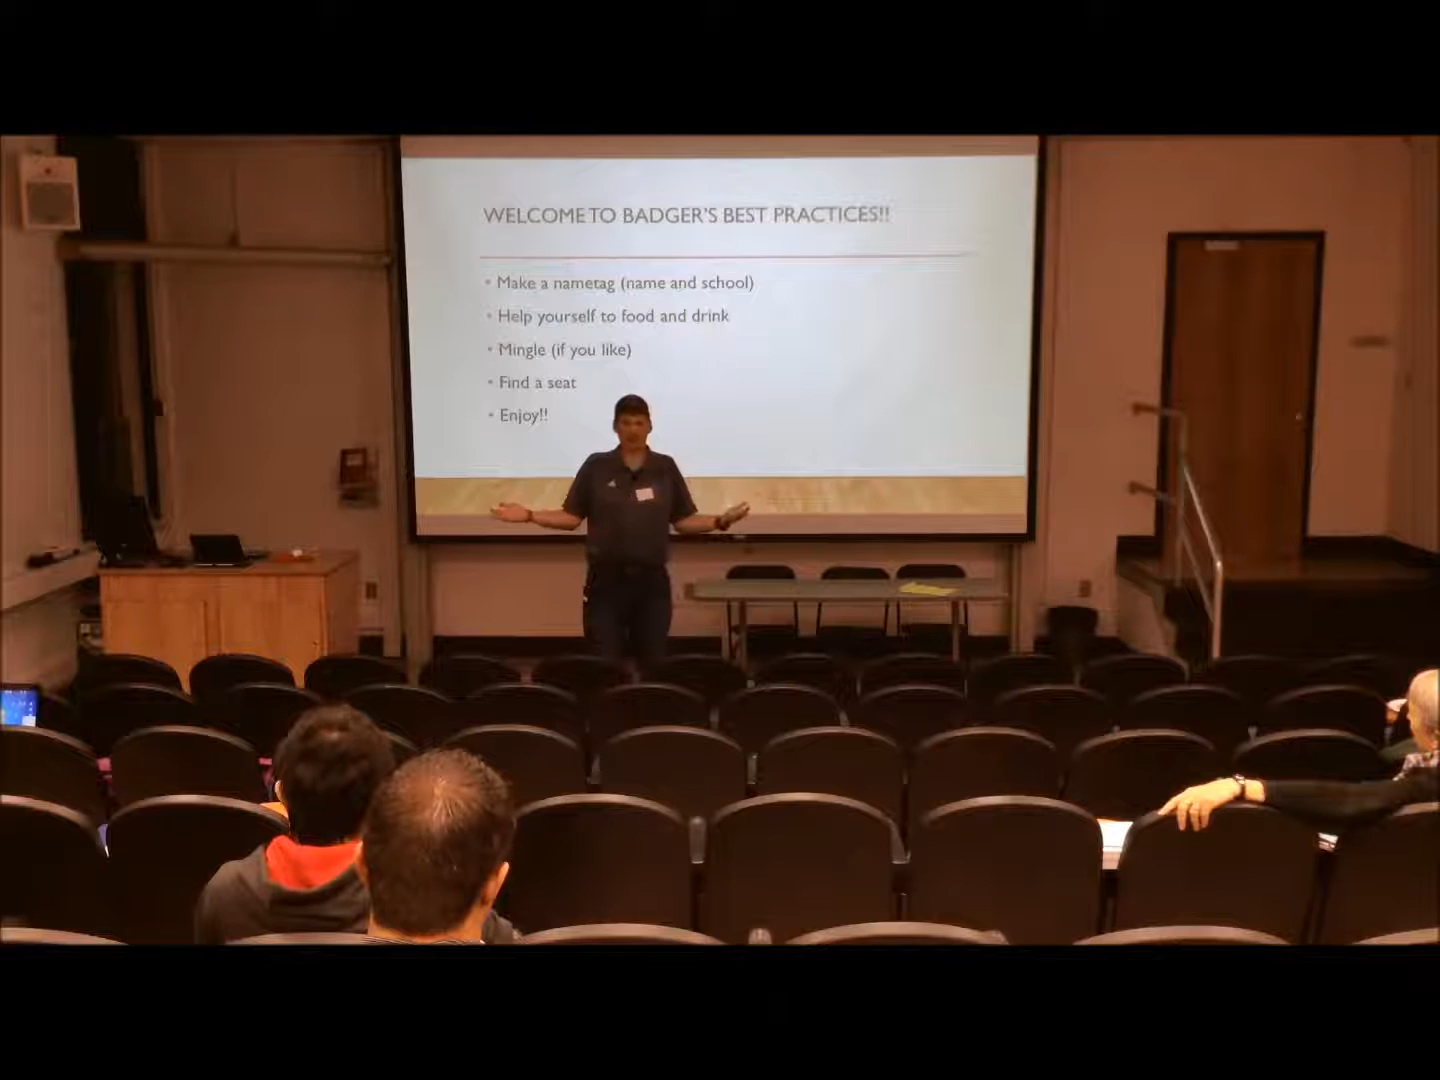 WELCOME TO BADGER'S BEST PRACTICES!!
• Make a nametag (name and school)
• Help yourself to food and drink
• Mingle (if you like)
• Find a seat
• Enjoy!!